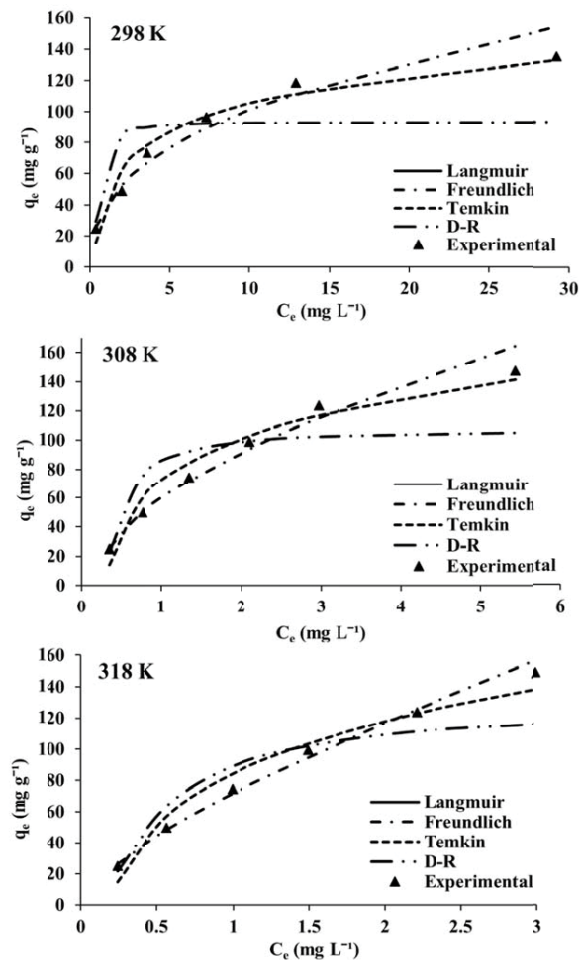 298 K
160
140
120
100
80
60
40
20
0
qe (mg g⁻¹)
Langmuir
Freundlich
Temkin
D-R
Experimental
0 5 10 15 20 25 30
Ce (mg L⁻¹)
308 K
160
140
120
100
80
60
40
20
0
qe (mg g⁻¹)
Langmuir
Freundlich
Temkin
D-R
Experimental
0 1 2 3 4 5 6
Ce (mg L⁻¹)
318 K
160
140
120
100
80
60
40
20
0
qe (mg g⁻¹)
Langmuir
Freundlich
Temkin
D-R
Experimental
0 0.5 1 1.5 2 2.5 3
Ce (mg L⁻¹)